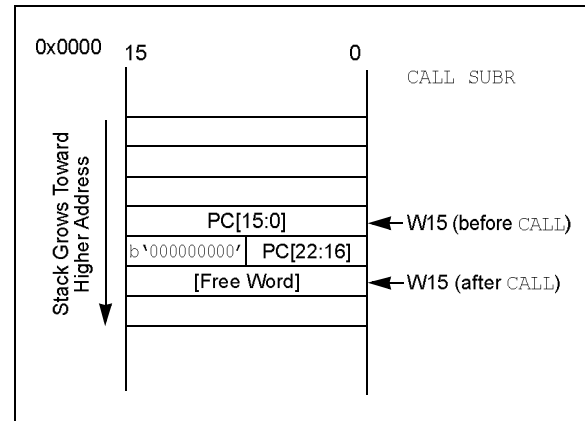 0x0000
15
0
CALL SUBR
Stack Grows Toward
Higher Address
PC[15:0]
W15 (before CALL)
b‘000000000’
PC[22:16]
[Free Word]
W15 (after CALL)